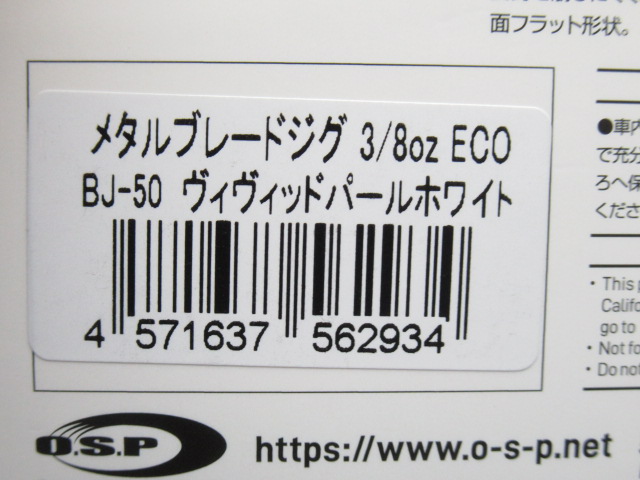 面フラット形状。
メタルブレードジグ 3/8oz ECO
BJ-50 ヴィヴィッドパールホワイト
4 571637 562934
●車内
で充分
ろへ保
くださ
• This p
Califo
go to
• Not fo
• Do not
O.S.P
https://www.o-s-p.net